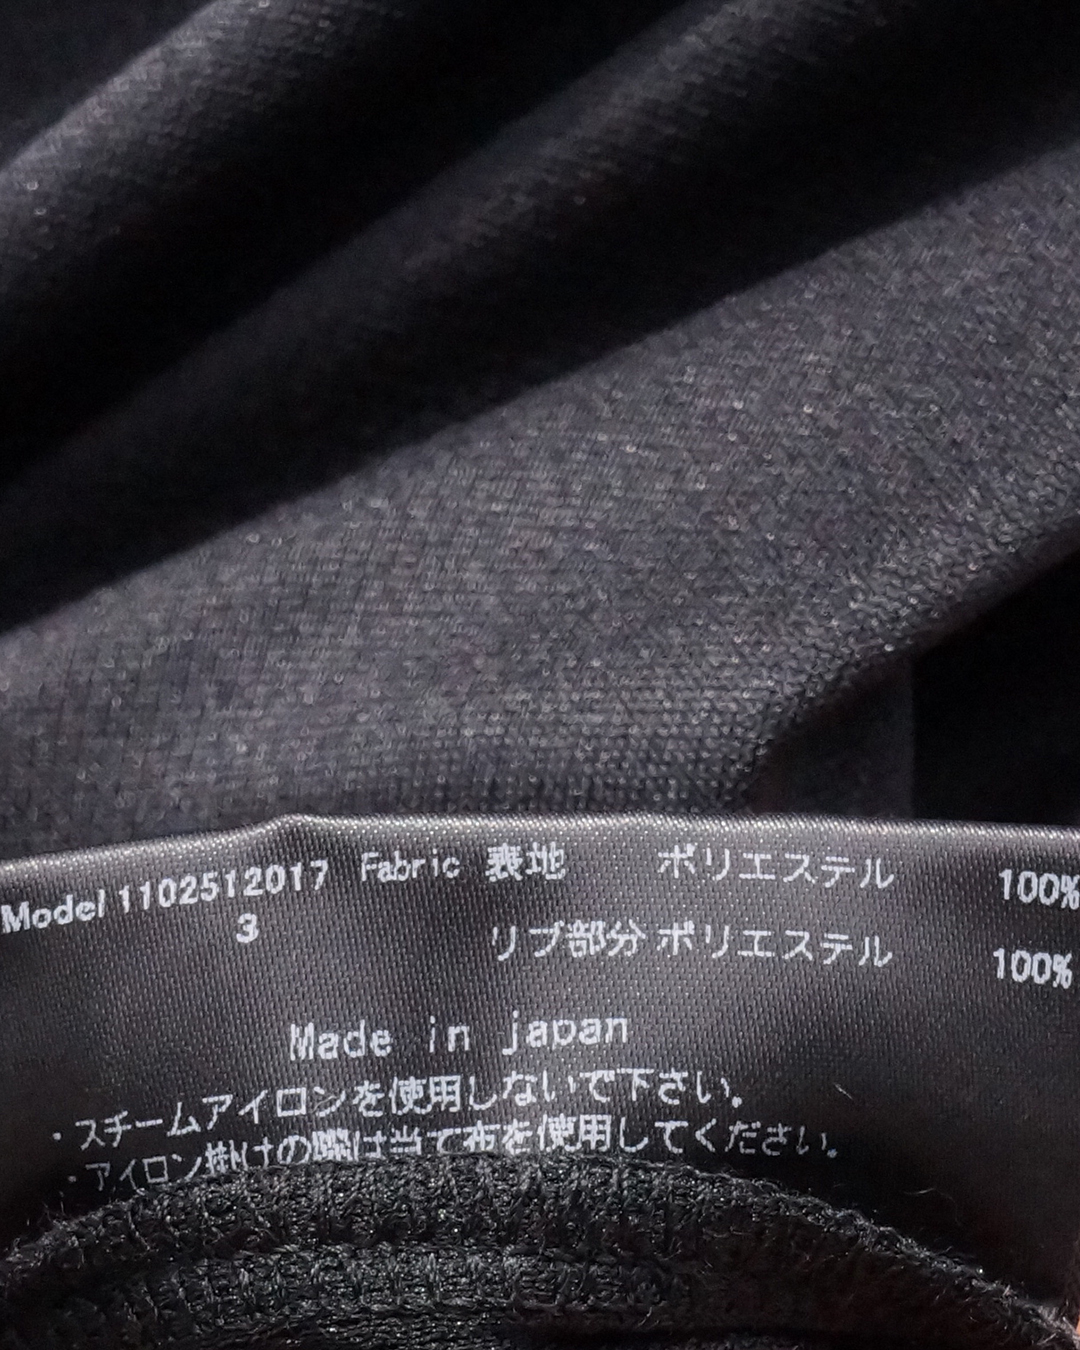 Model 1102512017 Fabric 表地 ポリエステル 100%
3 リブ部分 ポリエステル 100%
Made in japan
・スチームアイロンを使用しないで下さい。
・アイロン掛けの際は当て布を使用してください。